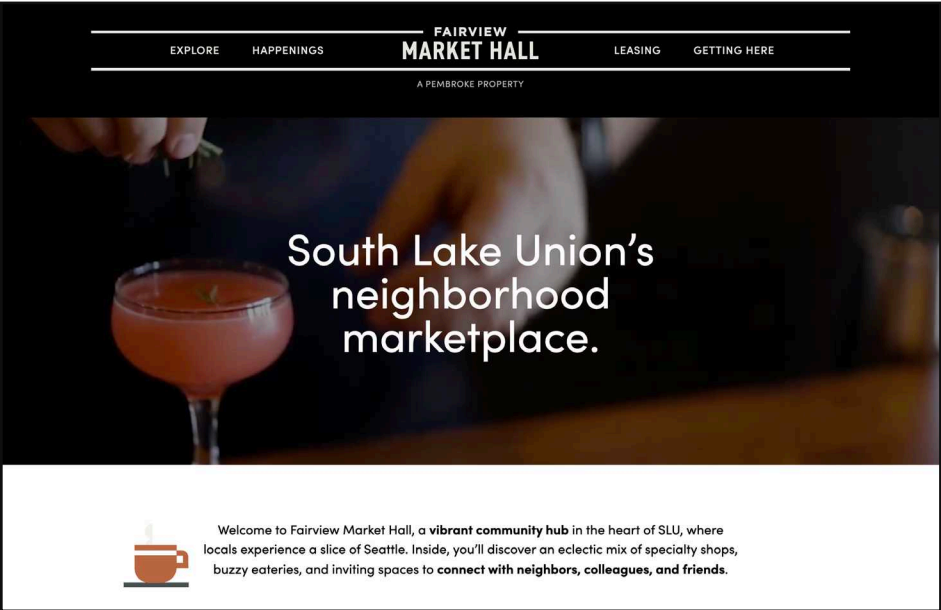 FAIRVIEW
EXPLORE HAPPENINGS MARKET HALL LEASING GETTING HERE
A PEMBROKE PROPERTY
South Lake Union’s
neighborhood
marketplace.
Welcome to Fairview Market Hall, a vibrant community hub in the heart of SLU, where
locals experience a slice of Seattle. Inside, you’ll discover an eclectic mix of specialty shops,
buzzy eateries, and inviting spaces to connect with neighbors, colleagues, and friends.